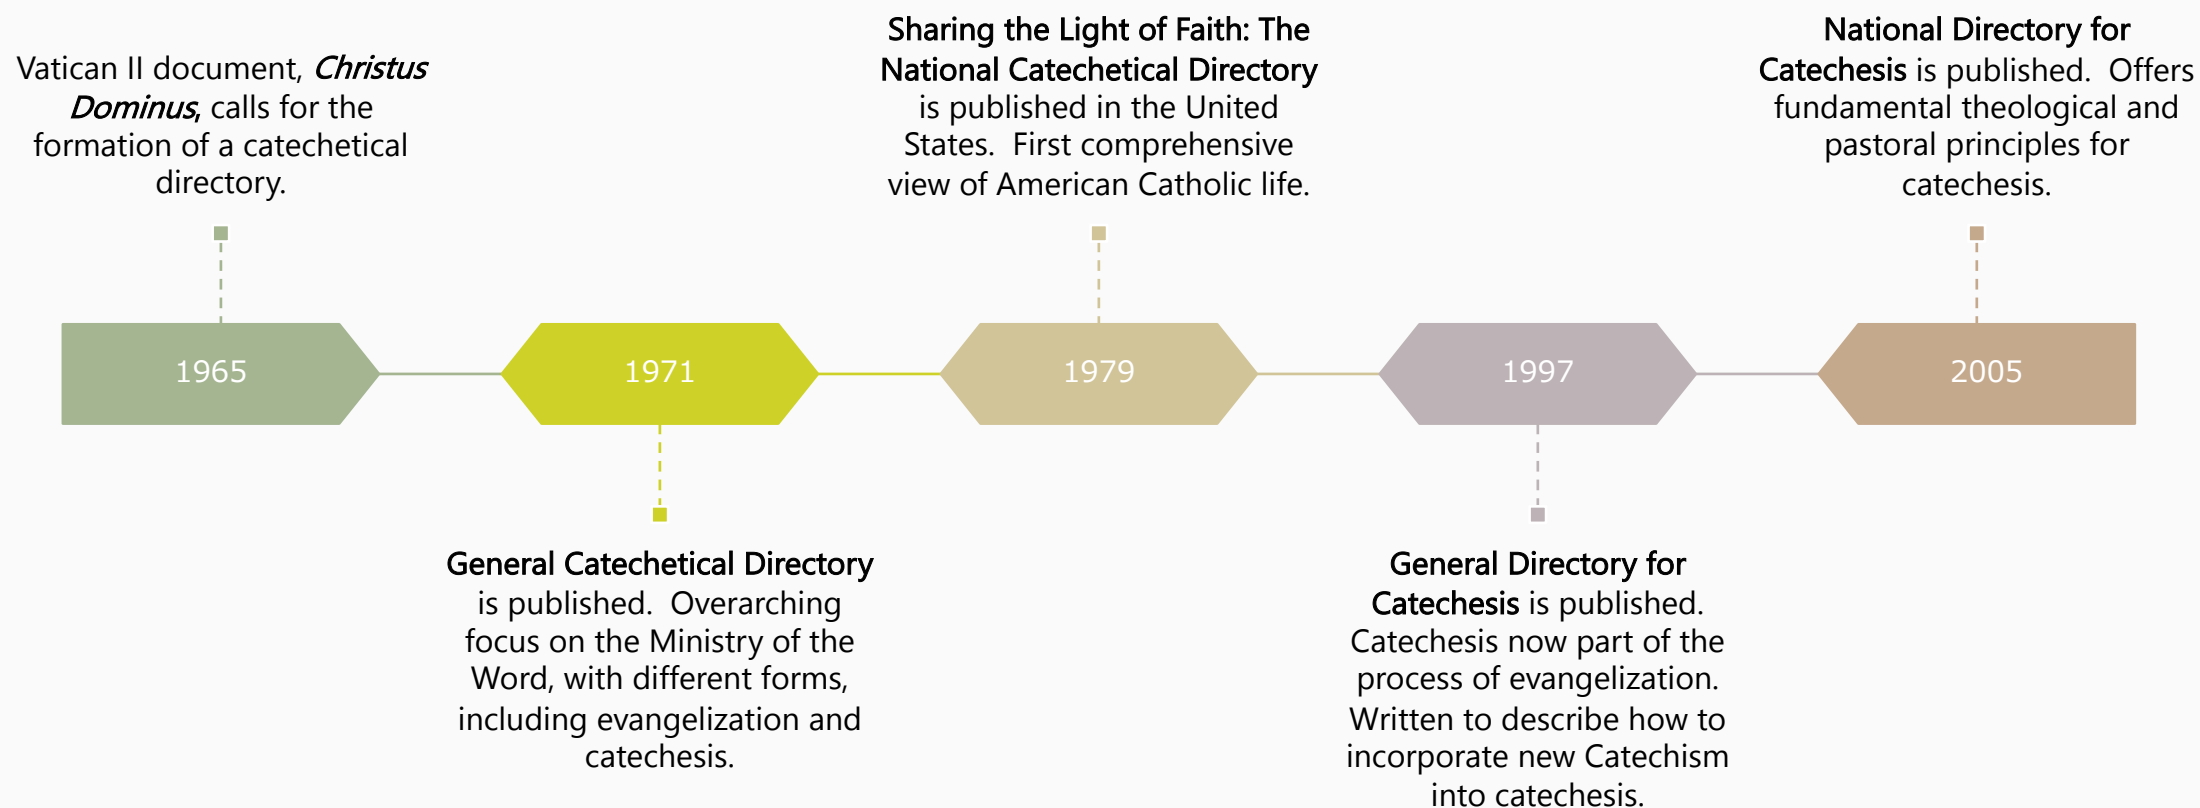 Vatican II document, Christus
Dominus, calls for the
formation of a catechetical
directory.
Sharing the Light of Faith: The
National Catechetical Directory
is published in the United
States. First comprehensive
view of American Catholic life.
National Directory for
Catechesis is published. Offers
fundamental theological and
pastoral principles for
catechesis.
1965
1971
1979
1997
2005
General Catechetical Directory
is published. Overarching
focus on the Ministry of the
Word, with different forms,
including evangelization and
catechesis.
General Directory for
Catechesis is published.
Catechesis now part of the
process of evangelization.
Written to describe how to
incorporate new Catechism
into catechesis.